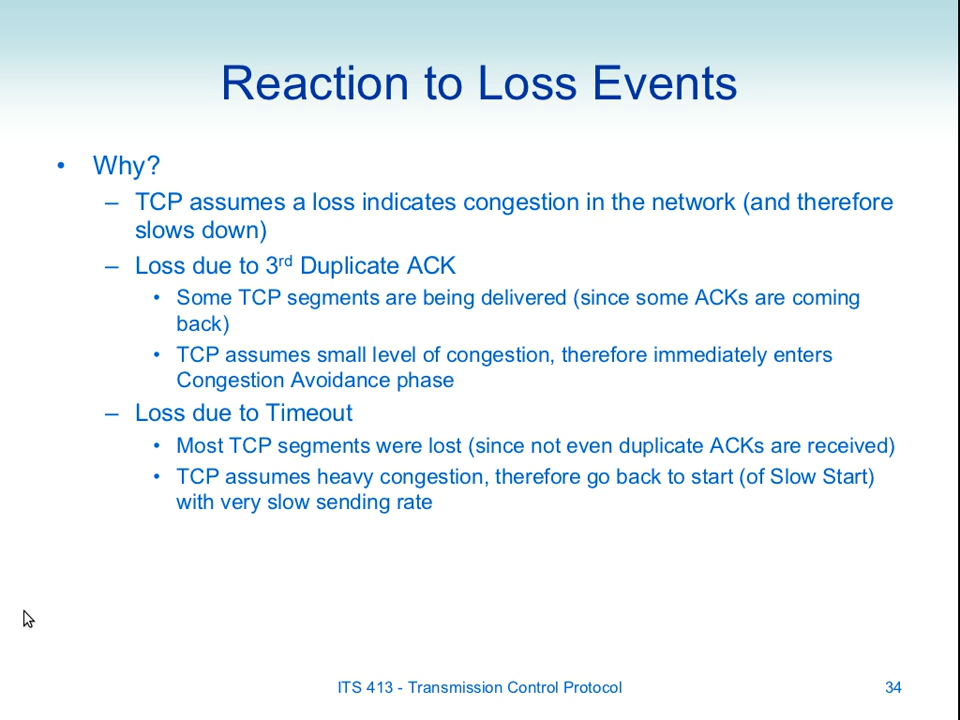 Reaction to Loss Events
• Why?
– TCP assumes a loss indicates congestion in the network (and therefore
slows down)
– Loss due to 3rd Duplicate ACK
• Some TCP segments are being delivered (since some ACKs are coming
back)
• TCP assumes small level of congestion, therefore immediately enters
Congestion Avoidance phase
– Loss due to Timeout
• Most TCP segments were lost (since not even duplicate ACKs are received)
• TCP assumes heavy congestion, therefore go back to start (of Slow Start)
with very slow sending rate
ITS 413 - Transmission Control Protocol
34